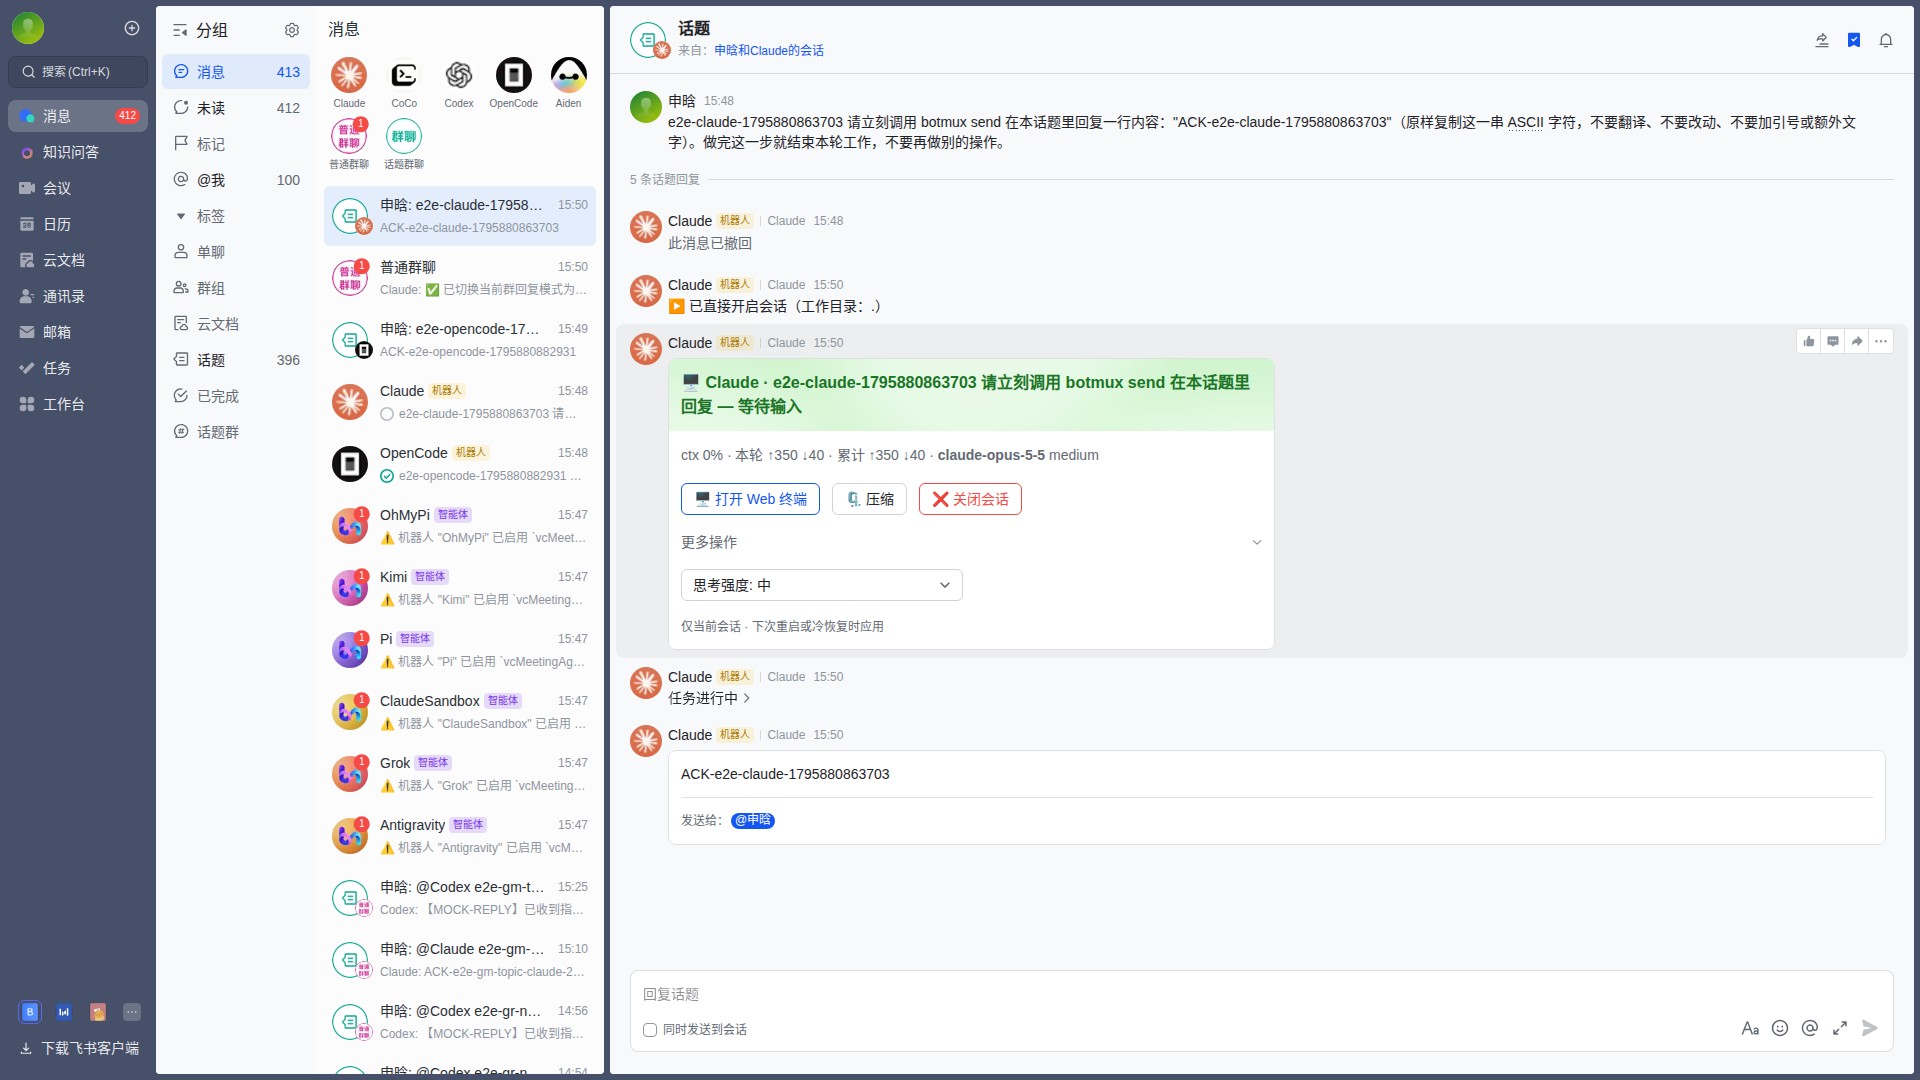 搜索 (Ctrl+K)
消息 412
知识问答
会议
日历
云文档
通讯录
邮箱
任务
工作台
下载飞书客户端
分组
消息 413
未读 412
标记
@我 100
标签
单聊
群组
云文档
话题 396
已完成
话题群
消息
Claude
CoCo
Codex
OpenCode
Aiden
普通群聊 1
普通群聊
群聊
话题群聊
申晗: e2e-claude-17958… 15:50
ACK-e2e-claude-1795880863703
普通群聊 1
普通群聊 15:50
Claude: ✅ 已切换当前群回复模式为…
申晗: e2e-opencode-17… 15:49
ACK-e2e-opencode-1795880882931
Claude 机器人 15:48
e2e-claude-1795880863703 请…
OpenCode 机器人 15:48
e2e-opencode-1795880882931 …
1
OhMyPi 智能体 15:47
⚠️ 机器人 "OhMyPi" 已启用 `vcMeet…
1
Kimi 智能体 15:47
⚠️ 机器人 "Kimi" 已启用 `vcMeeting…
1
Pi 智能体 15:47
⚠️ 机器人 "Pi" 已启用 `vcMeetingAg…
1
ClaudeSandbox 智能体 15:47
⚠️ 机器人 "ClaudeSandbox" 已启用 …
1
Grok 智能体 15:47
⚠️ 机器人 "Grok" 已启用 `vcMeeting…
1
Antigravity 智能体 15:47
⚠️ 机器人 "Antigravity" 已启用 `vcM…
申晗: @Codex e2e-gm-t… 15:25
Codex: 【MOCK-REPLY】已收到指…
申晗: @Claude e2e-gm-… 15:10
Claude: ACK-e2e-gm-topic-claude-2…
申晗: @Codex e2e-gr-n… 14:56
Codex: 【MOCK-REPLY】已收到指…
申晗: @Codex e2e-gr-n… 14:54
话题
来自：申晗和Claude的会话
申晗 15:48
e2e-claude-1795880863703 请立刻调用 botmux send 在本话题里回复一行内容："ACK-e2e-claude-1795880863703"（原样复制这一串 ASCII 字符，不要翻译、不要改动、不要加引号或额外文
字）。做完这一步就结束本轮工作，不要再做别的操作。
5 条话题回复
Claude 机器人 Claude 15:48
此消息已撤回
Claude 机器人 Claude 15:50
▶️ 已直接开启会话（工作目录：.）
Claude 机器人 Claude 15:50
🖥️ Claude · e2e-claude-1795880863703 请立刻调用 botmux send 在本话题里
回复 — 等待输入
ctx 0% · 本轮 ↑350 ↓40 · 累计 ↑350 ↓40 · claude-opus-5-5 medium
🖥️ 打开 Web 终端
🗜️ 压缩
❌ 关闭会话
更多操作
思考强度: 中
仅当前会话 · 下次重启或冷恢复时应用
Claude 机器人 Claude 15:50
任务进行中
Claude 机器人 Claude 15:50
ACK-e2e-claude-1795880863703
发送给：@申晗
回复话题
同时发送到会话